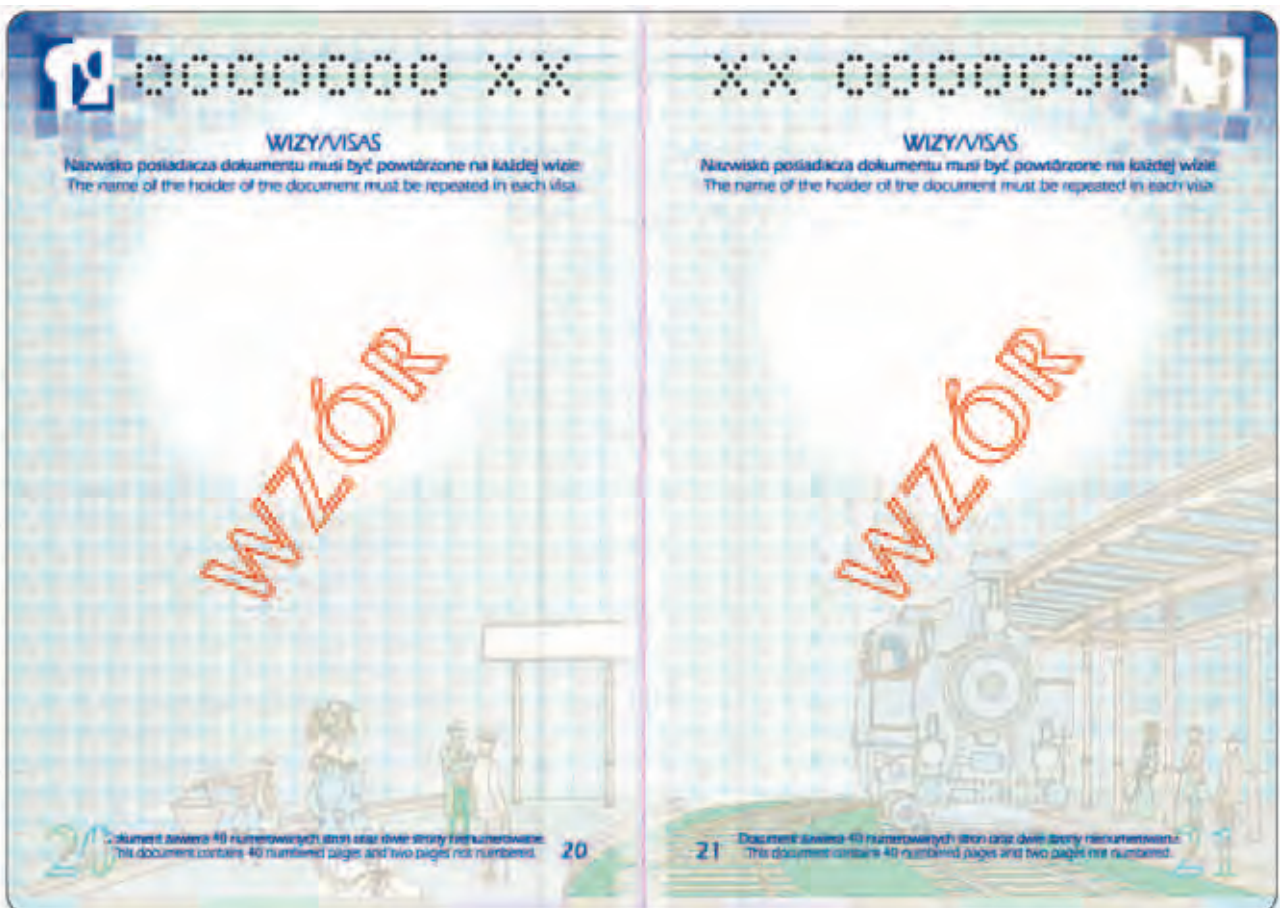 0000000 XX
WIZY/VISAS
Nazwisko posiadacza dokumentu musi być powtórzone na każdej wizie
The name of the holder of the document must be repeated in each visa
WZÓR
20
Dokument zawiera 40 numerowanych stron oraz dwie strony nienumerowane
This document contains 40 numbered pages and two pages not numbered.
20
XX 0000000
WIZY/VISAS
Nazwisko posiadacza dokumentu musi być powtórzone na każdej wizie
The name of the holder of the document must be repeated in each visa
WZÓR
21
Dokument zawiera 40 numerowanych stron oraz dwie strony nienumerowane
This document contains 40 numbered pages and two pages not numbered.
21